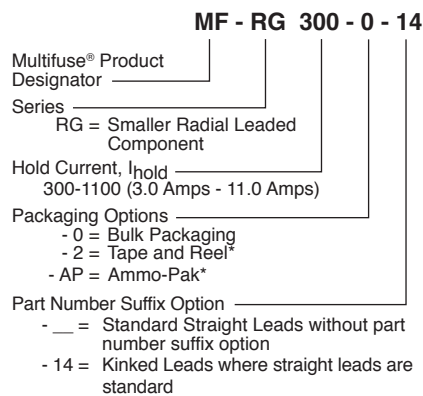 MF - RG 300 - 0 - 14
Multifuse® Product
Designator
Series
RG = Smaller Radial Leaded
Component
Hold Current, Ihold
300-1100 (3.0 Amps - 11.0 Amps)
Packaging Options
- 0 = Bulk Packaging
- 2 = Tape and Reel*
- AP = Ammo-Pak*
Part Number Suffix Option
- __ = Standard Straight Leads without part
number suffix option
- 14 = Kinked Leads where straight leads are
standard